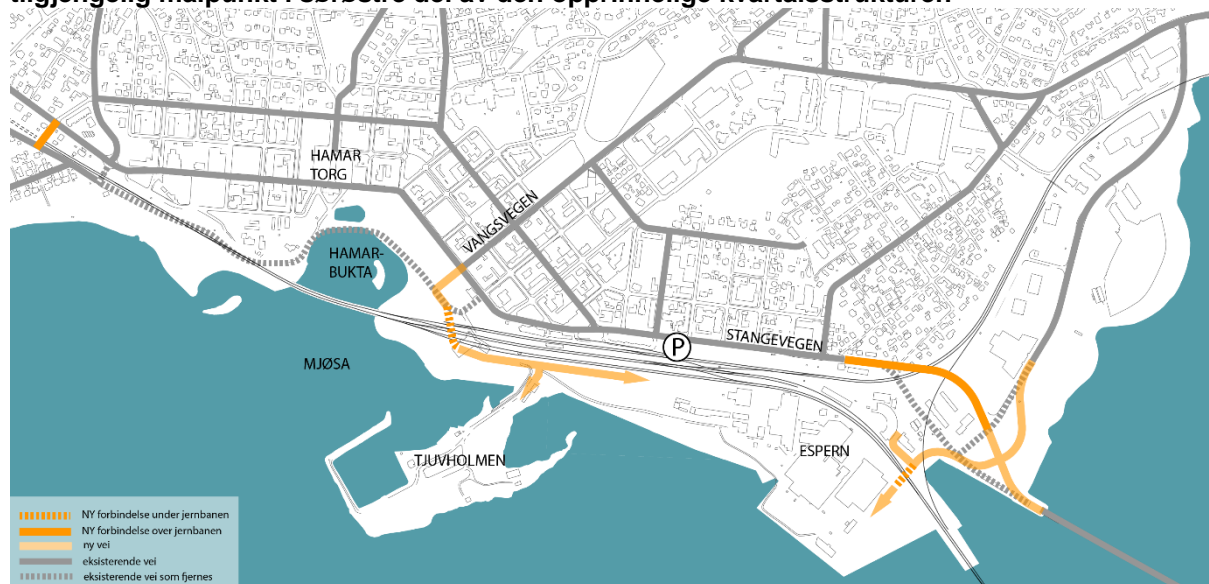 tilgjengelig målpunkt i sørøstre del av den opprinnelige kvartalsstrukturen
HAMAR
TORG
VANGSVEGEN
HAMAR-
BUKTA
STANGEVEGEN
P
MJØSA
TJUVHOLMEN
ESPERN
NY forbindelse under jernbanen
NY forbindelse over jernbanen
ny vei
eksisterende vei
eksisterende vei som fjernes